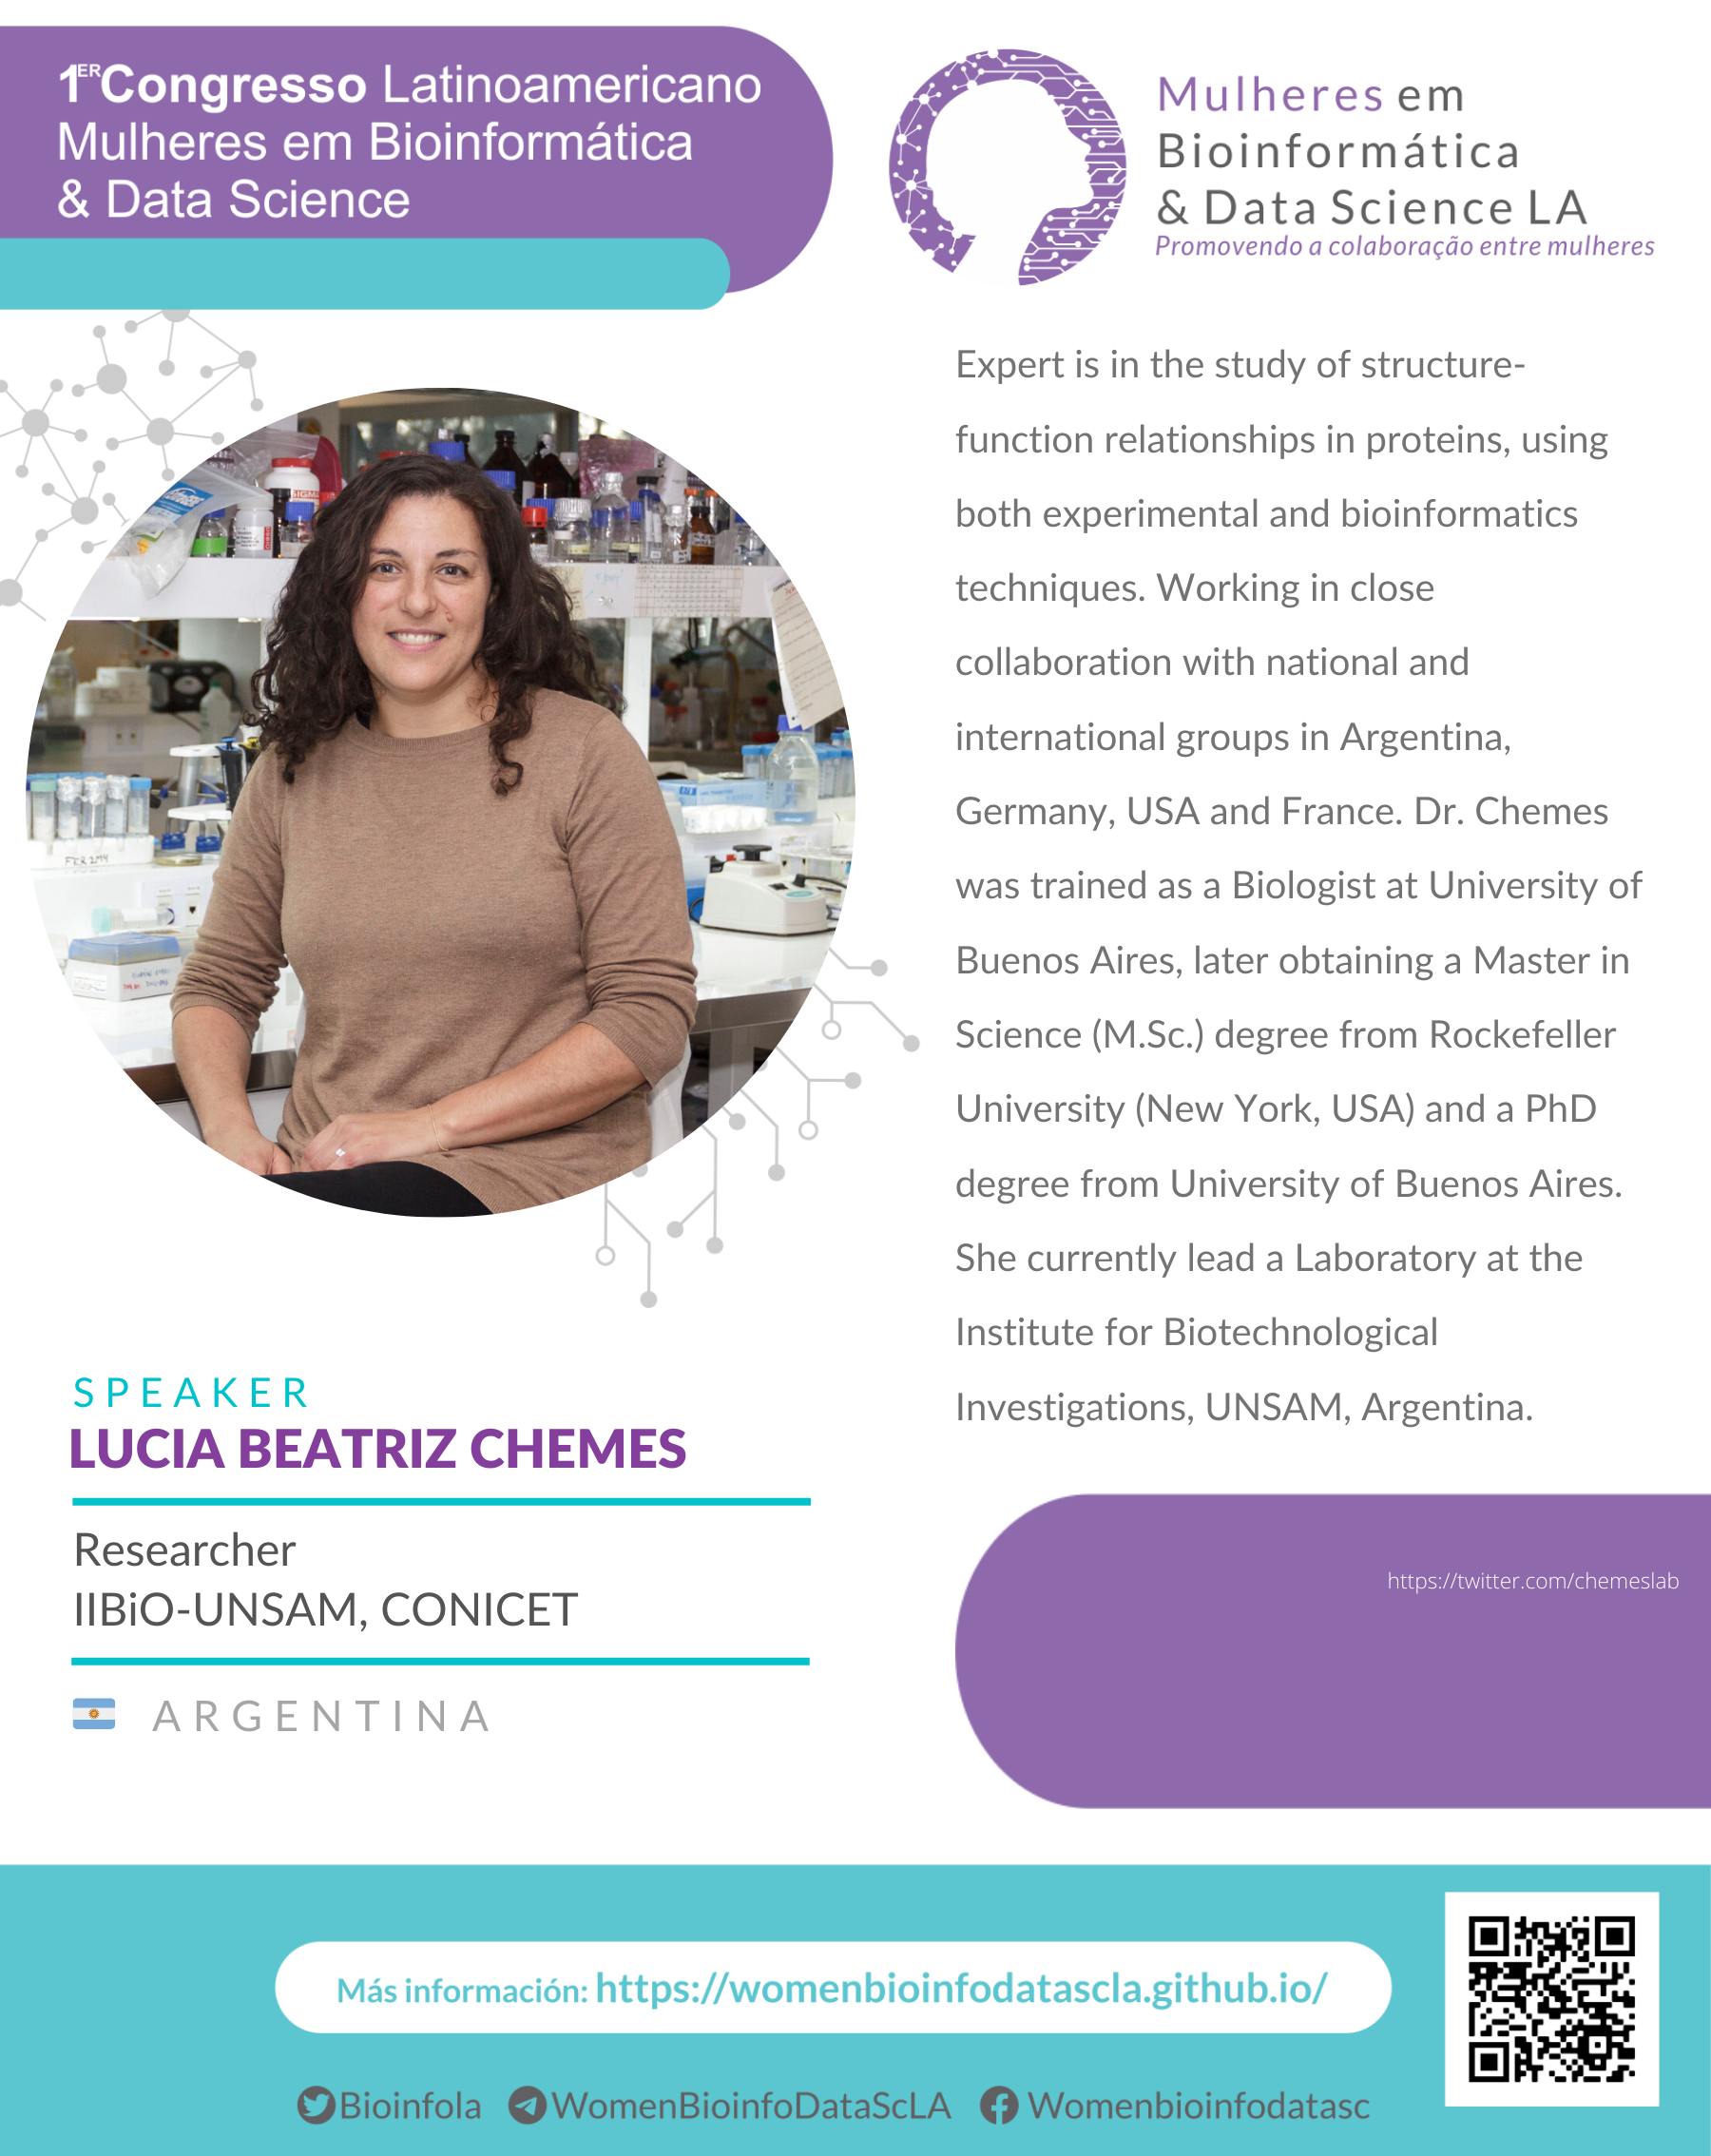 1ER Congresso Latinoamericano
Mulheres em Bioinformática
& Data Science
Mulheres em
Bioinformática
& Data Science LA
Promovendo a colaboração entre mulheres
Expert is in the study of structure-
function relationships in proteins, using
both experimental and bioinformatics
techniques. Working in close
collaboration with national and
international groups in Argentina,
Germany, USA and France. Dr. Chemes
was trained as a Biologist at University of
Buenos Aires, later obtaining a Master in
Science (M.Sc.) degree from Rockefeller
University (New York, USA) and a PhD
degree from University of Buenos Aires.
She currently lead a Laboratory at the
Institute for Biotechnological
Investigations, UNSAM, Argentina.
SIGMA
SPEAKER
LUCIA BEATRIZ CHEMES
Researcher
IIBiO-UNSAM, CONICET
ARGENTINA
https://twitter.com/chemeslab
Más información: https://womenbioinfodatascla.github.io/
Bioinfola WomenBioinfoDataScLA Womenbioinfodatasc